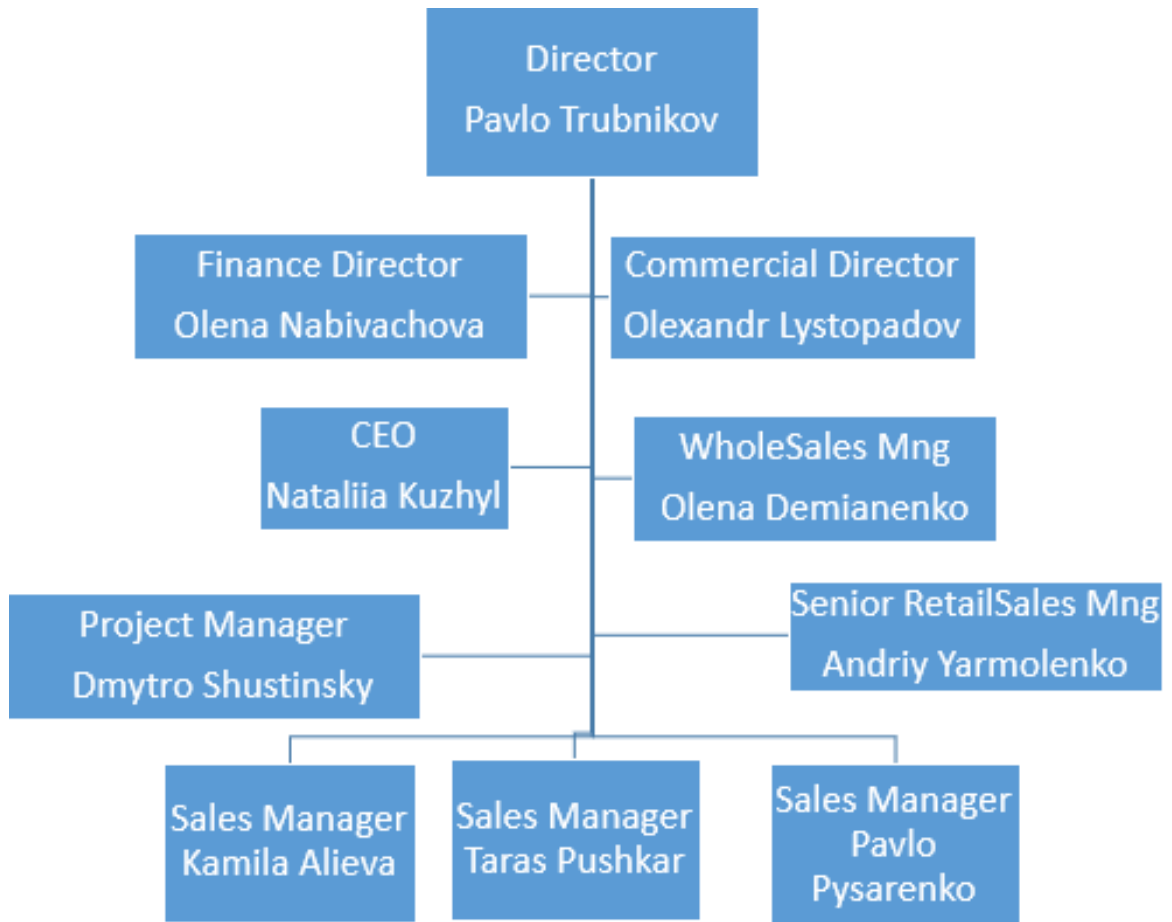 Director
Pavlo Trubnikov
Finance Director
Olena Nabivachova
Commercial Director
Olexandr Lystopadov
CEO
Nataliia Kuzhyl
WholeSales Mng
Olena Demianenko
Project Manager
Dmytro Shustinsky
Senior RetailSales Mng
Andriy Yarmolenko
Sales Manager
Kamila Alieva
Sales Manager
Taras Pushkar
Sales Manager
Pavlo
Pysarenko